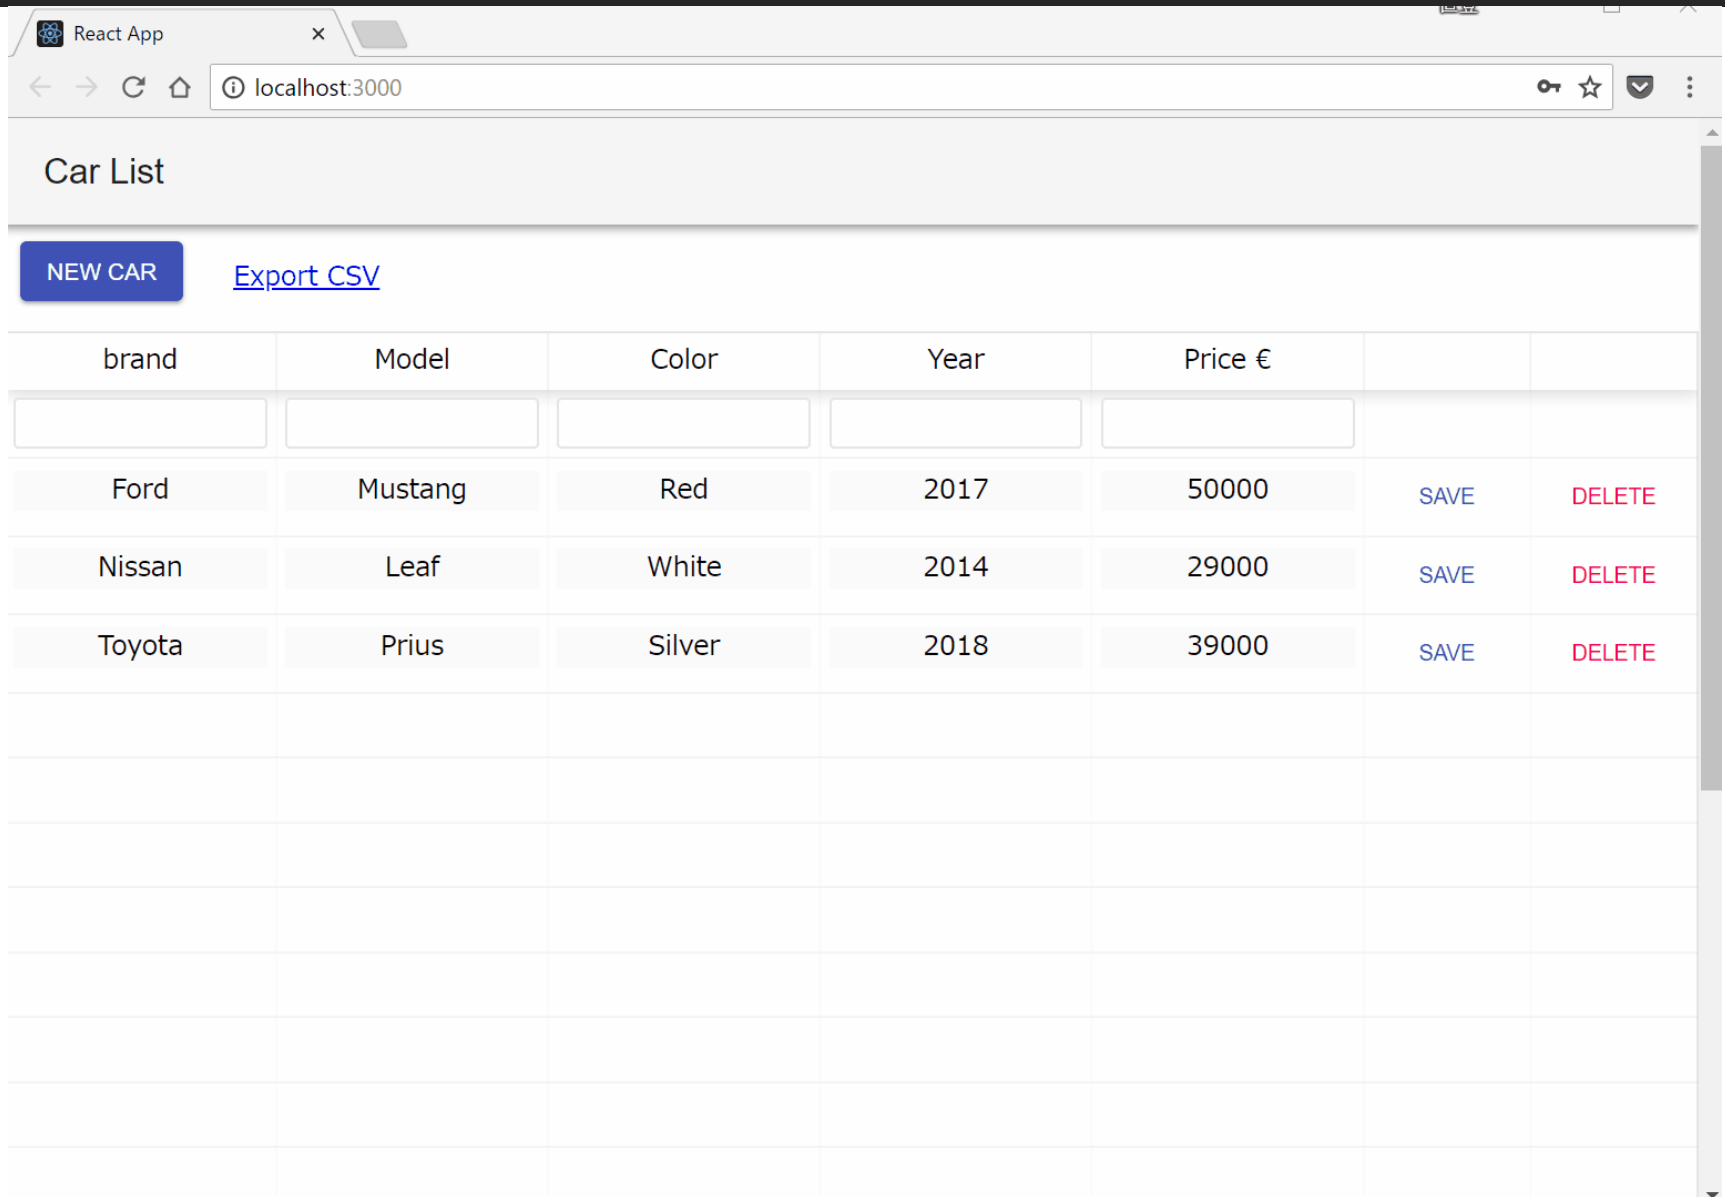 React App
localhost:3000
Car List
NEW CAR Export CSV
brand Model Color Year Price €
Ford Mustang Red 2017 50000 SAVE DELETE
Nissan Leaf White 2014 29000 SAVE DELETE
Toyota Prius Silver 2018 39000 SAVE DELETE